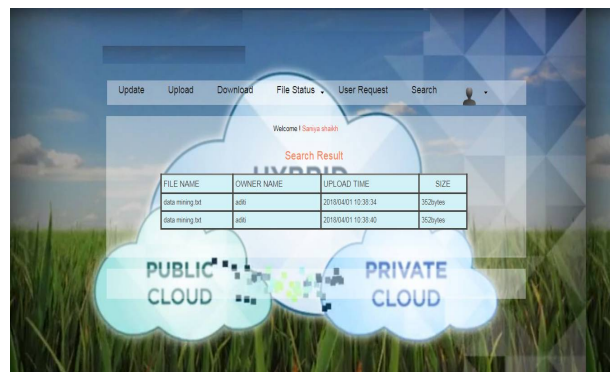 Update Upload Download File Status User Request Search
Welcome ! Saniya shaikh
Search Result
HYBRID
FILE NAME OWNER NAME UPLOAD TIME SIZE
data mining.txt aditi 2018/04/01 10:38:34 352bytes
data mining.txt aditi 2018/04/01 10:38:40 352bytes
PUBLIC PRIVATE
CLOUD CLOUD